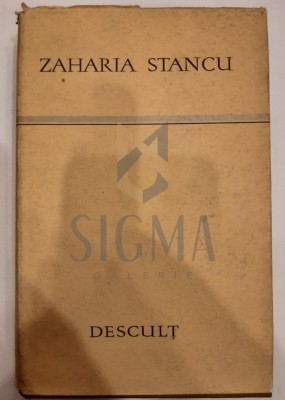 ZAHARIA STANCU
SIGMA
GALERIE
DESCULȚ